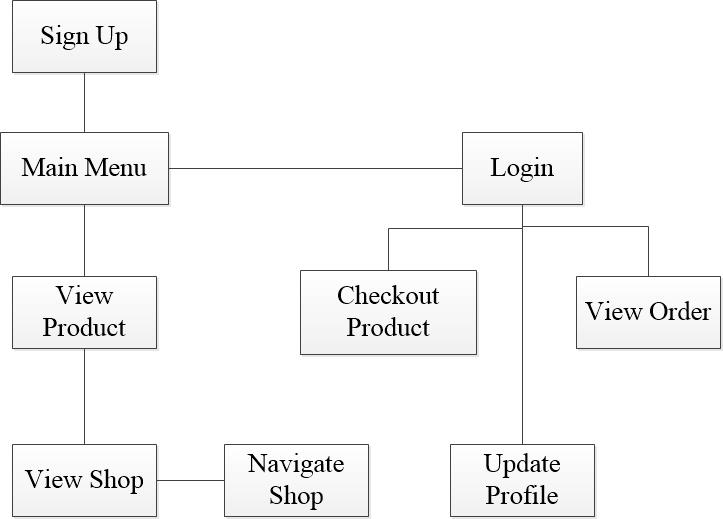 Sign Up
Main Menu
Login
View
Product
Checkout
Product
View Order
View Shop
Navigate
Shop
Update
Profile